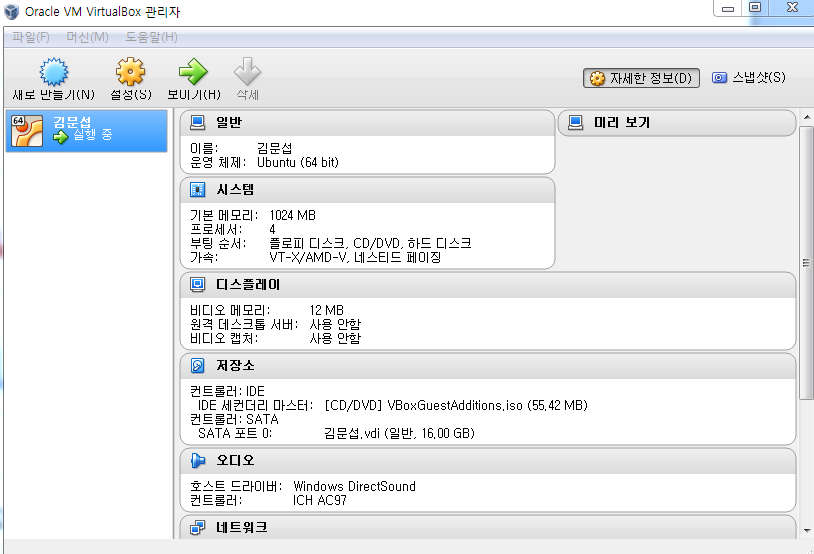 Oracle VM VirtualBox 관리자
파일(F) 머신(M) 도움말(H)
새로 만들기(N) 설정(S) 보이기(H) 삭제 자세한 정보(D) 스냅샷(S)
64 김문섭
실행 중
일반
이름: 김문섭
운영 체제: Ubuntu (64 bit)
미리 보기
시스템
기본 메모리: 1024 MB
프로세서: 4
부팅 순서: 플로피 디스크, CD/DVD, 하드 디스크
가속: VT-X/AMD-V, 네스티드 페이징
디스플레이
비디오 메모리: 12 MB
원격 데스크톱 서버: 사용 안함
비디오 캡처: 사용 안함
저장소
컨트롤러: IDE
IDE 세컨더리 마스터: [CD/DVD] VBoxGuestAdditions.iso (55,42 MB)
컨트롤러: SATA
SATA 포트 0: 김문섭.vdi (일반, 16,00 GB)
오디오
호스트 드라이버: Windows DirectSound
컨트롤러: ICH AC97
네트워크